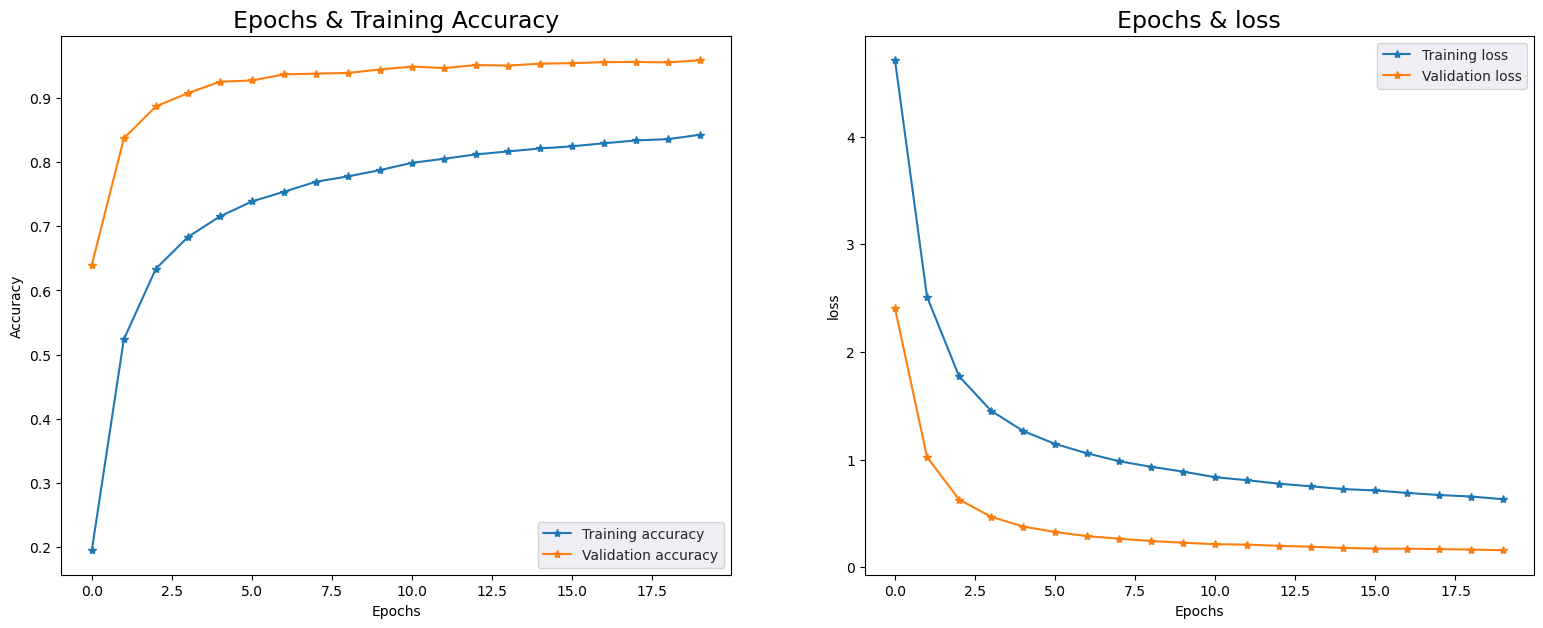 Epochs & Training Accuracy
Accuracy
0.9
0.8
0.7
0.6
0.5
0.4
0.3
0.2
Training accuracy
Validation accuracy
0.0 2.5 5.0 7.5 10.0 12.5 15.0 17.5
Epochs
Epochs & loss
loss
4
3
2
1
0
Training loss
Validation loss
0.0 2.5 5.0 7.5 10.0 12.5 15.0 17.5
Epochs